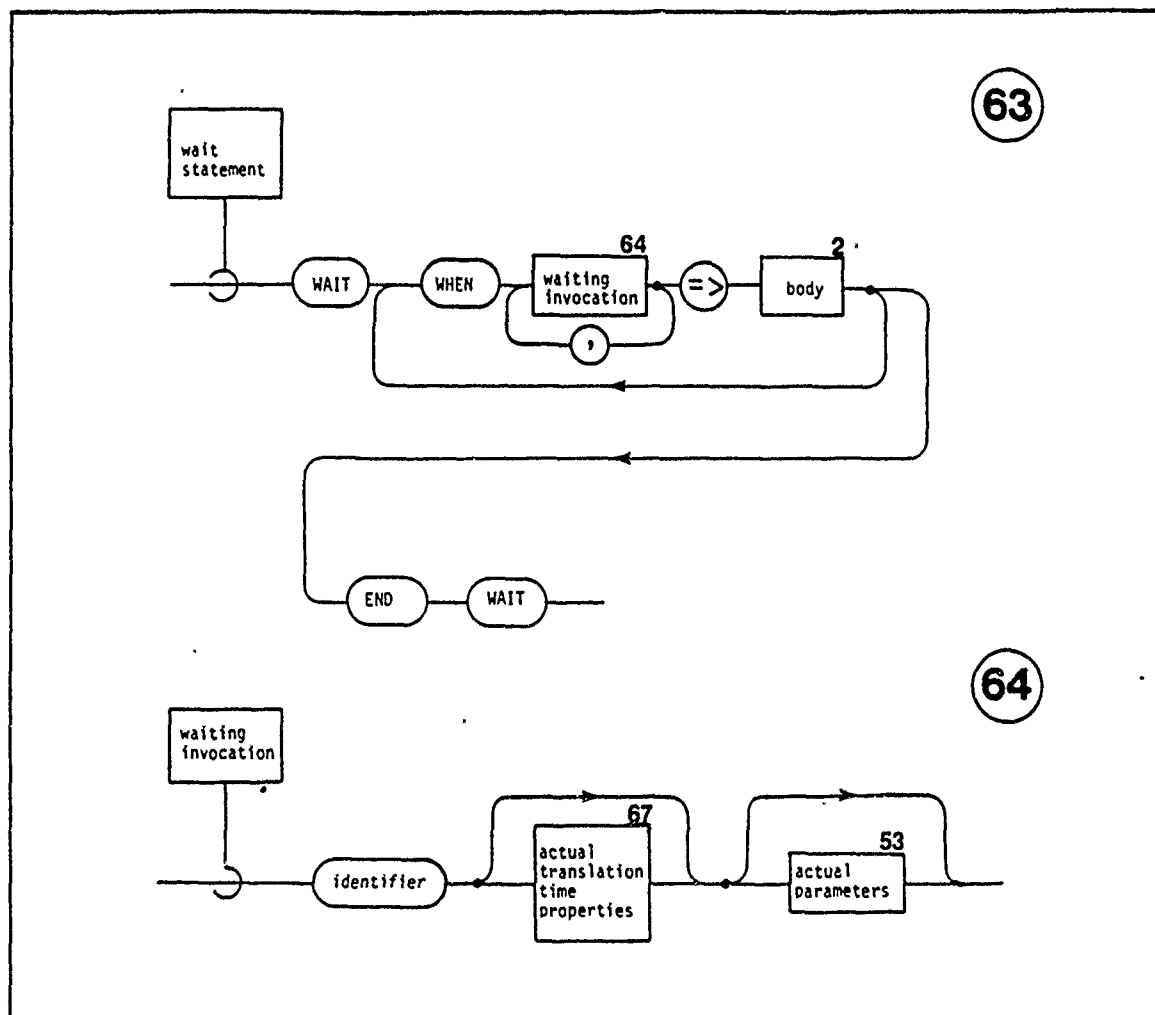 63
wait
statement
64
2
WAIT
WHEN
waiting
invocation
=>
body
,
END
WAIT
64
waiting
invocation
67
53
identifier
actual
translation
time
properties
actual
parameters